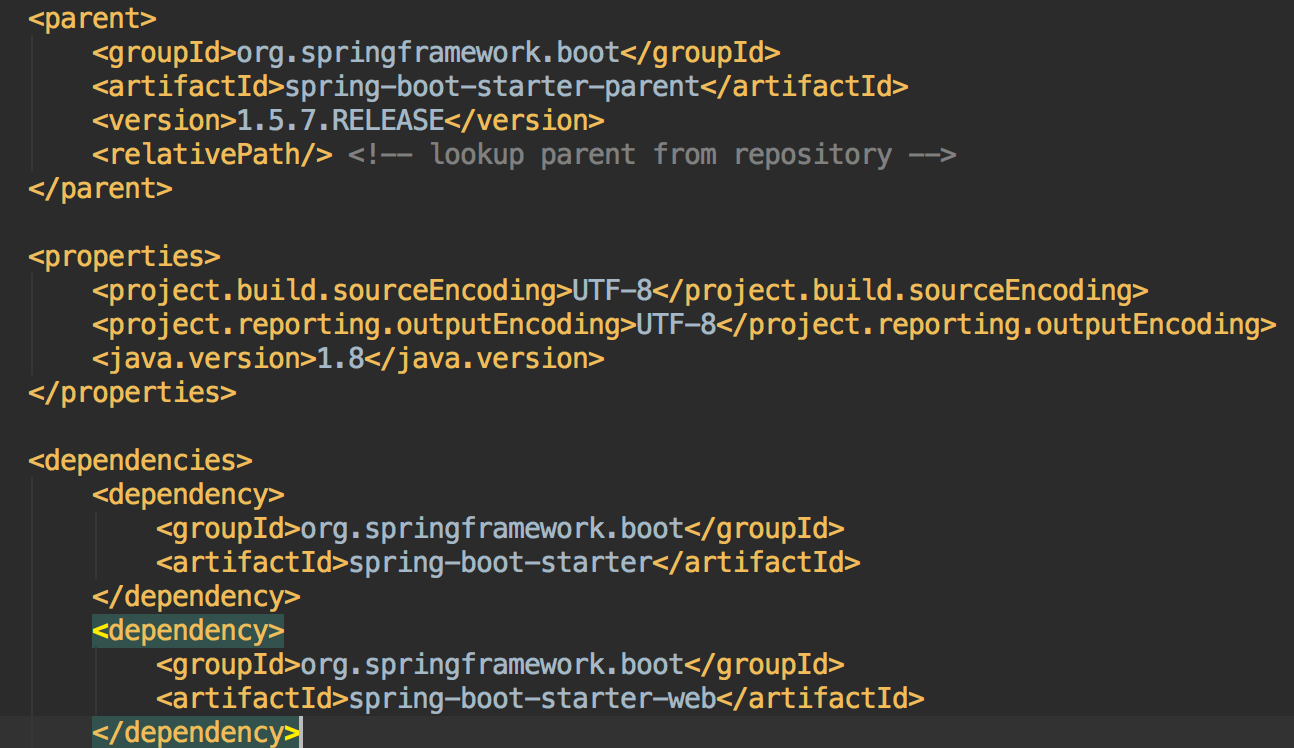 <parent>
    <groupId>org.springframework.boot</groupId>
    <artifactId>spring-boot-starter-parent</artifactId>
    <version>1.5.7.RELEASE</version>
    <relativePath/> <!-- lookup parent from repository -->
</parent>
<properties>
    <project.build.sourceEncoding>UTF-8</project.build.sourceEncoding>
    <project.reporting.outputEncoding>UTF-8</project.reporting.outputEncoding>
    <java.version>1.8</java.version>
</properties>
<dependencies>
    <dependency>
        <groupId>org.springframework.boot</groupId>
        <artifactId>spring-boot-starter</artifactId>
    </dependency>
    <dependency>
        <groupId>org.springframework.boot</groupId>
        <artifactId>spring-boot-starter-web</artifactId>
    </dependency>